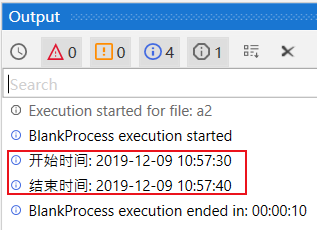 Output
0
0
4
1
Search
Execution started for file: a2
BlankProcess execution started
开始时间: 2019-12-09 10:57:30
结束时间: 2019-12-09 10:57:40
BlankProcess execution ended in: 00:00:10